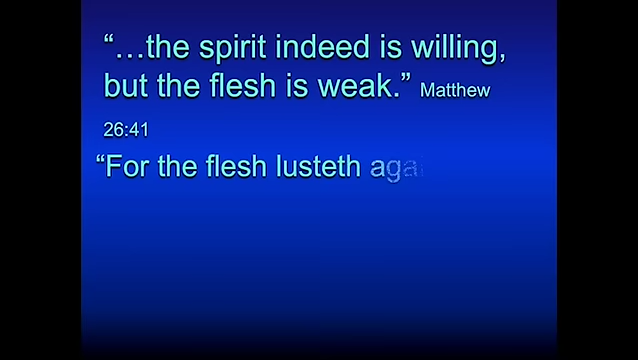 “…the spirit indeed is willing,
but the flesh is weak.” Matthew
26:41
“For the flesh lusteth